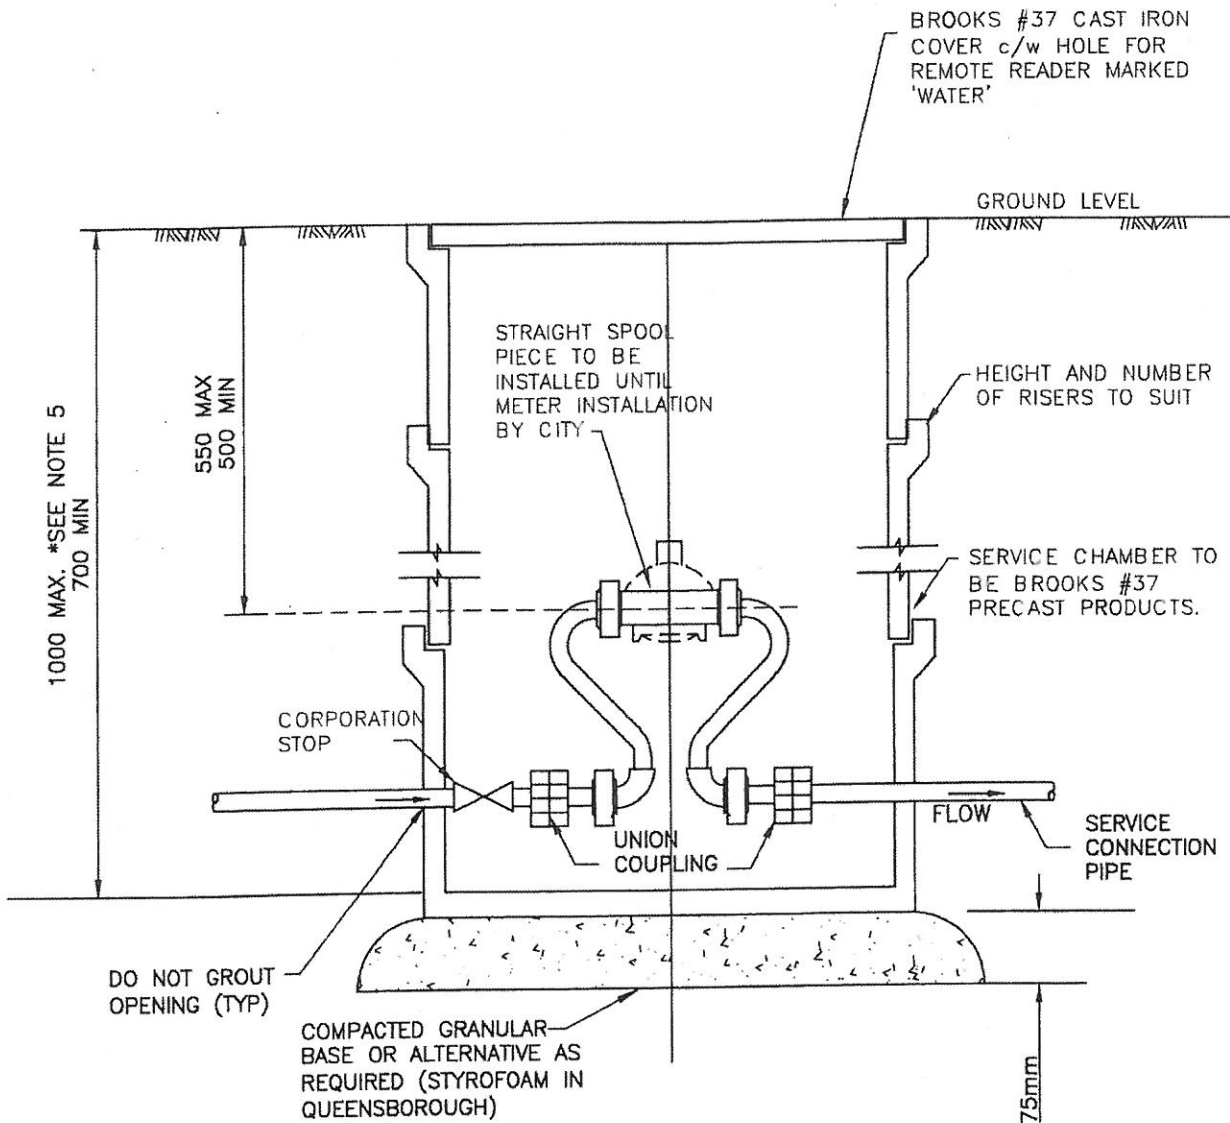 BROOKS #37 CAST IRON
COVER c/w HOLE FOR
REMOTE READER MARKED
'WATER'
GROUND LEVEL
STRAIGHT SPOOL
PIECE TO BE
INSTALLED UNTIL
METER INSTALLATION
BY CITY
HEIGHT AND NUMBER
OF RISERS TO SUIT
550 MAX
500 MIN
1000 MAX. *SEE NOTE 5
700 MIN
SERVICE CHAMBER TO
BE BROOKS #37
PRECAST PRODUCTS.
CORPORATION
STOP
FLOW
UNION
COUPLING
SERVICE
CONNECTION
PIPE
DO NOT GROUT
OPENING (TYP)
COMPACTED GRANULAR
BASE OR ALTERNATIVE AS
REQUIRED (STYROFOAM IN
QUEENSBOROUGH)
75mm